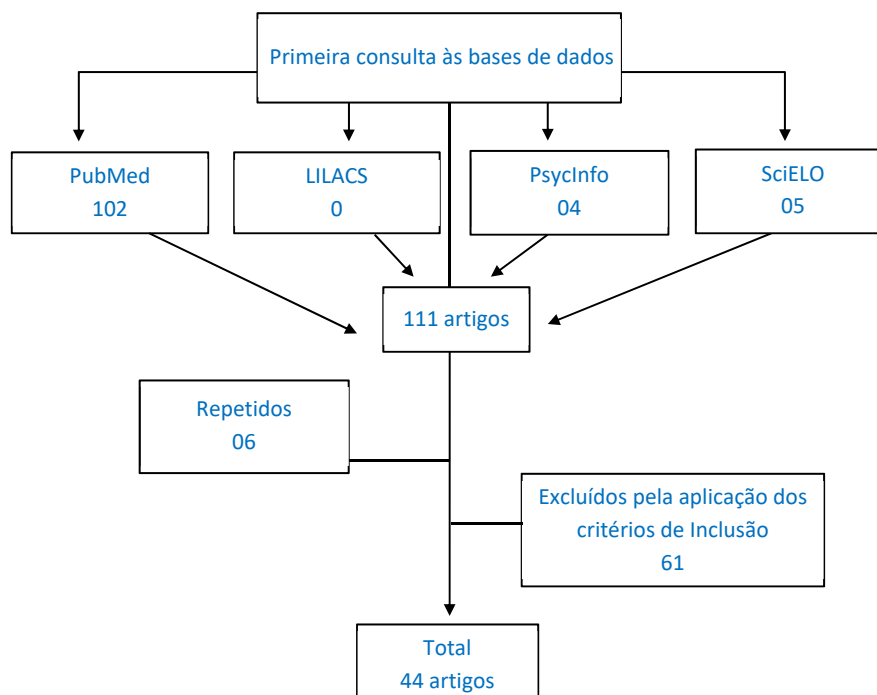 Primeira consulta às bases de dados
PubMed
102
LILACS
0
PsycInfo
04
SciELO
05
111 artigos
Repetidos
06
Excluídos pela aplicação dos
critérios de Inclusão
61
Total
44 artigos